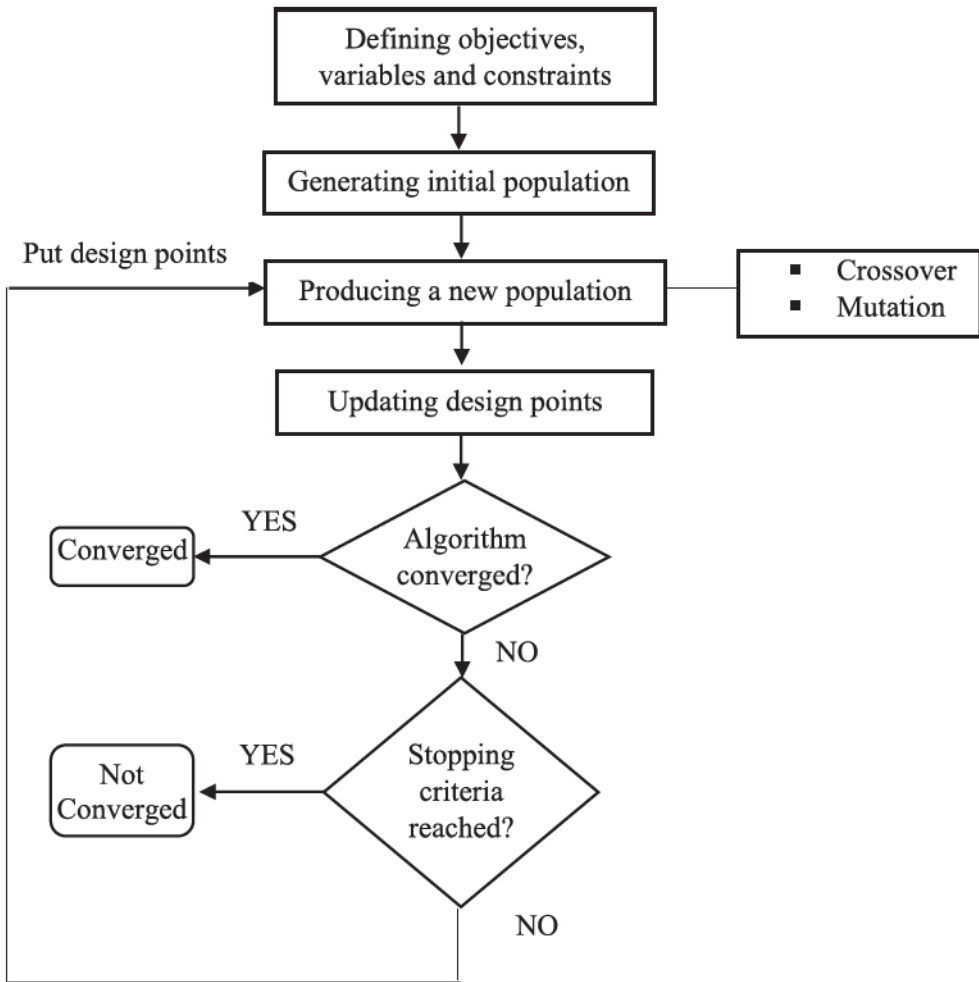 Defining objectives,
variables and constraints
Generating initial population
Put design points
Producing a new population
▪ Crossover
▪ Mutation
Updating design points
YES
Converged
Algorithm
converged?
NO
YES
Not
Converged
Stopping
criteria
reached?
NO